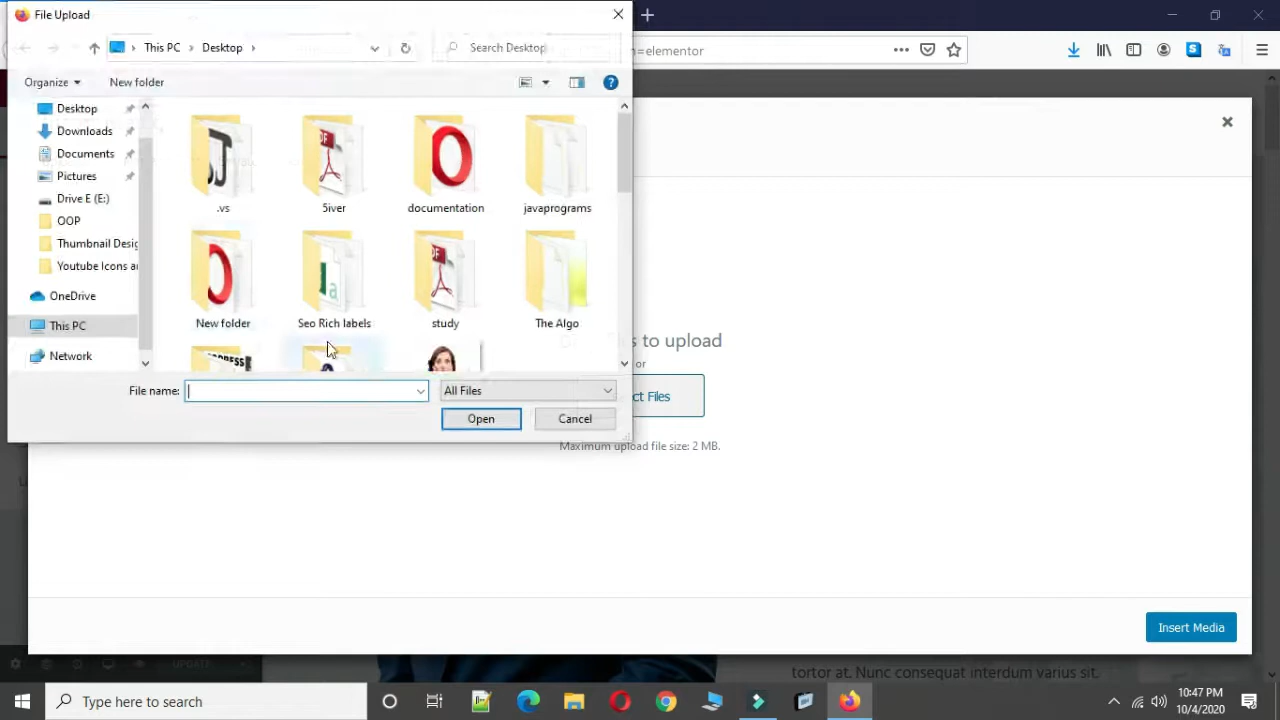 File Upload
n=elementor
This PC
Desktop
Search Desktop
Organize
New folder
Desktop
Downloads
Documents
Pictures
Drive E (E:)
OOP
Thumbnail Desig
Youtube Icons a
OneDrive
This PC
Network
.vs
5iver
documentation
javaprograms
New folder
Seo Rich labels
study
The Algo
File name:
All Files
Open
Cancel
s to upload
or
ct Files
Maximum upload file size: 2 MB.
Insert Media
UPDATE
tortor at. Nunc consequat interdum varius sit.
Type here to search
10:47 PM
10/4/2020